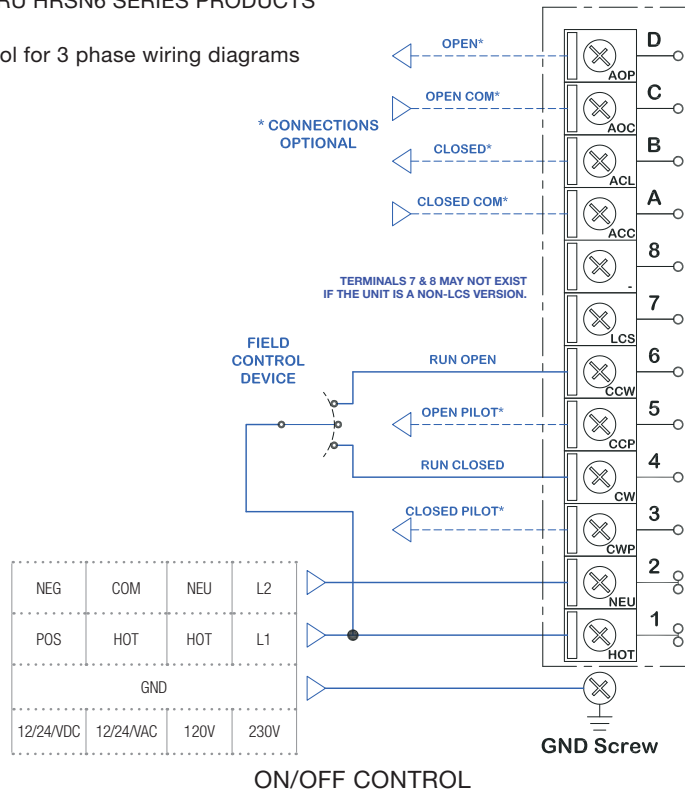 RU HRSN6 SERIES PRODUCTS
ol for 3 phase wiring diagrams
OPEN*
D
AOP
OPEN COM*
C
AOC
* CONNECTIONS
OPTIONAL
CLOSED*
B
ACL
CLOSED COM*
A
ACC
8
-
TERMINALS 7 & 8 MAY NOT EXIST
IF THE UNIT IS A NON-LCS VERSION.
7
LCS
FIELD
CONTROL
DEVICE
RUN OPEN
6
CCW
OPEN PILOT*
5
CCP
RUN CLOSED
4
CW
CLOSED PILOT*
3
CWP
2
NEU
1
HOT
NEG COM NEU L2
POS HOT HOT L1
GND
12/24/VDC 12/24/VAC 120V 230V
GND Screw
ON/OFF CONTROL